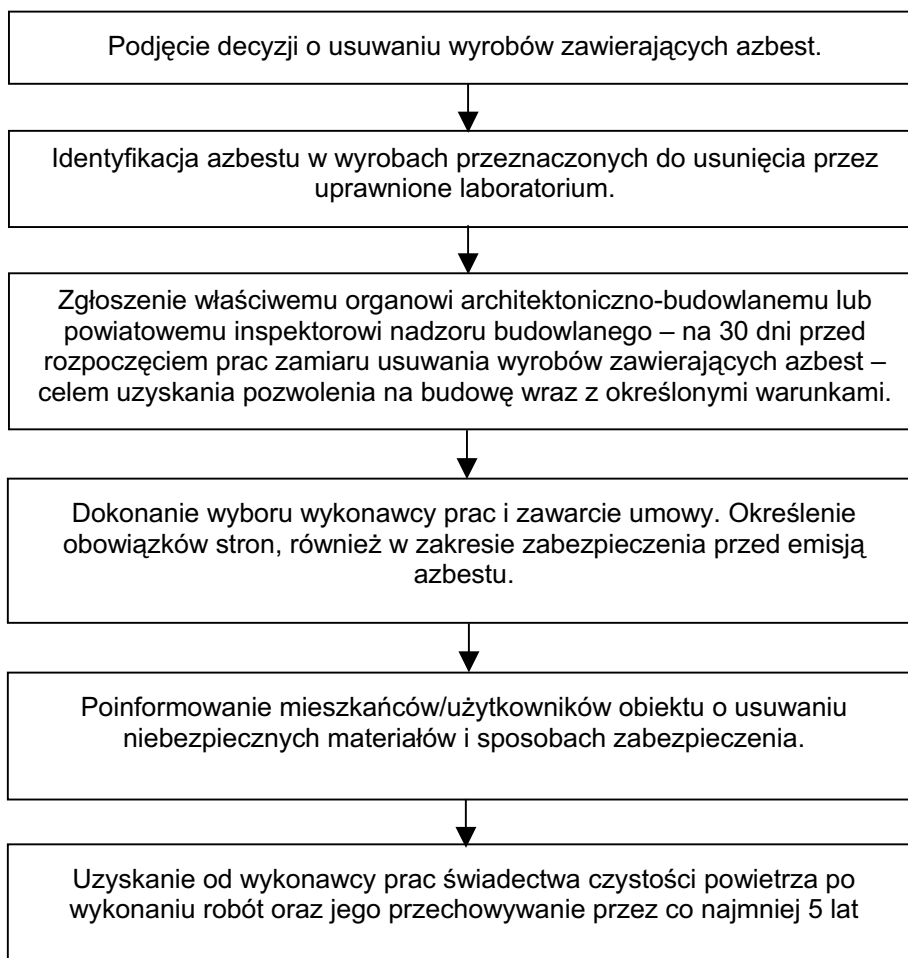 Podjęcie decyzji o usuwaniu wyrobów zawierających azbest.
Identyfikacja azbestu w wyrobach przeznaczonych do usunięcia przez
uprawnione laboratorium.
Zgłoszenie właściwemu organowi architektoniczno-budowlanemu lub
powiatowemu inspektorowi nadzoru budowlanego – na 30 dni przed
rozpoczęciem prac zamiaru usuwania wyrobów zawierających azbest –
celem uzyskania pozwolenia na budowę wraz z określonymi warunkami.
Dokonanie wyboru wykonawcy prac i zawarcie umowy. Określenie
obowiązków stron, również w zakresie zabezpieczenia przed emisją
azbestu.
Poinformowanie mieszkańców/użytkowników obiektu o usuwaniu
niebezpiecznych materiałów i sposobach zabezpieczenia.
Uzyskanie od wykonawcy prac świadectwa czystości powietrza po
wykonaniu robót oraz jego przechowywanie przez co najmniej 5 lat